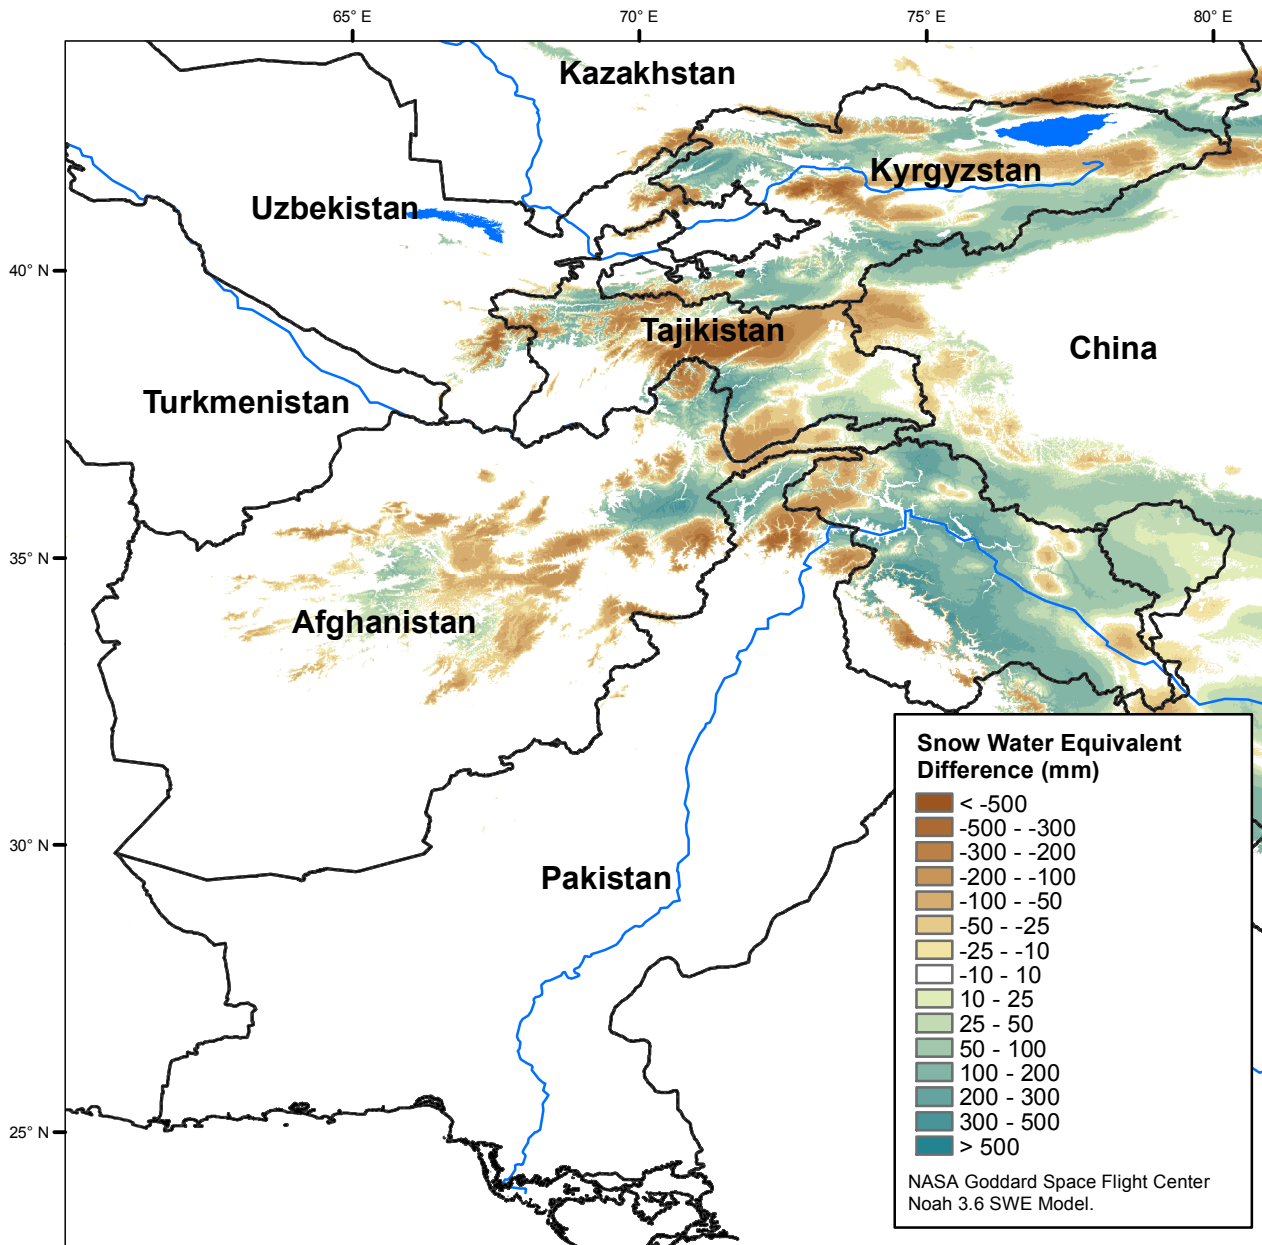 65° E
70° E
75° E
80° E
Kazakhstan
Kyrgyzstan
Uzbekistan
40° N
Tajikistan
China
Turkmenistan
35° N
Afghanistan
Snow Water Equivalent
Difference (mm)
< -500
-500 - -300
-300 - -200
-200 - -100
-100 - -50
-50 - -25
-25 - -10
-10 - 10
10 - 25
25 - 50
50 - 100
100 - 200
200 - 300
300 - 500
> 500
NASA Goddard Space Flight Center
Noah 3.6 SWE Model.
30° N
Pakistan
25° N